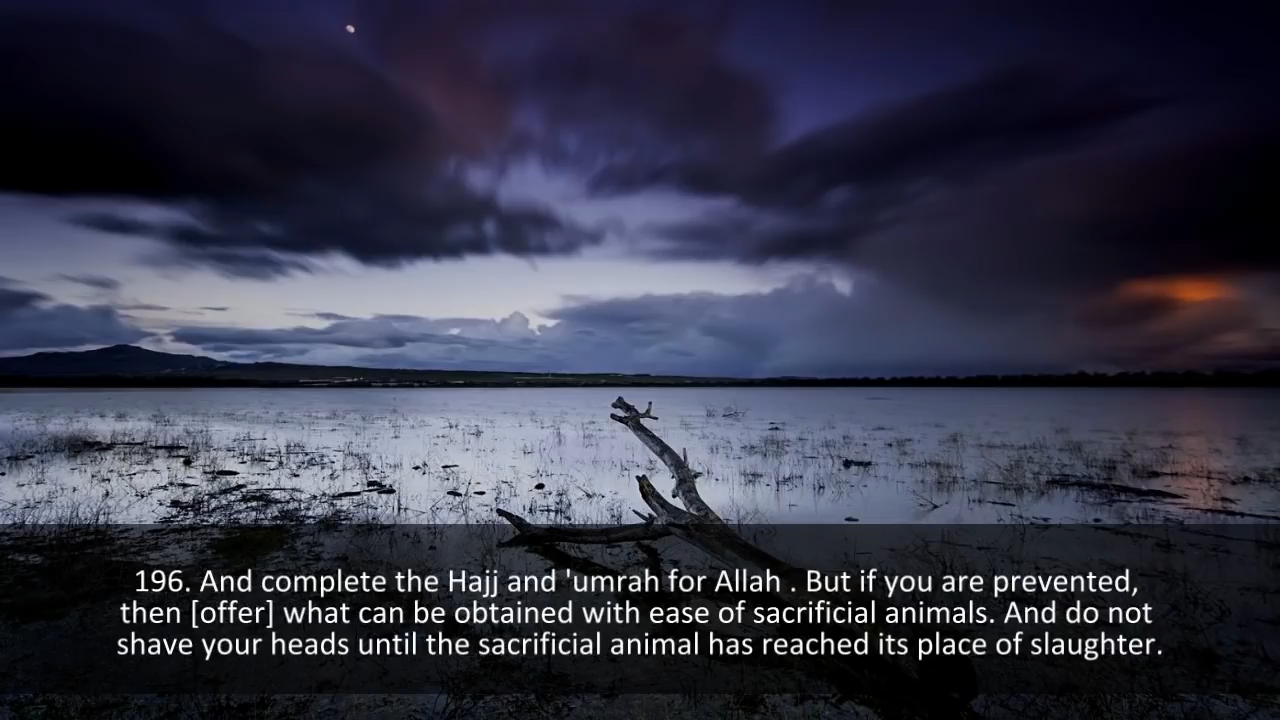 196. And complete the Hajj and 'umrah for Allah . But if you are prevented,
then [offer] what can be obtained with ease of sacrificial animals. And do not
shave your heads until the sacrificial animal has reached its place of slaughter.